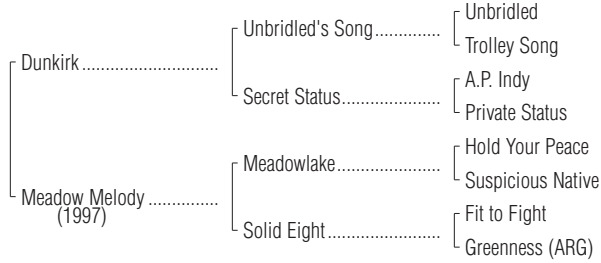 Unbridled
Unbridled's Song..............
Trolley Song
Dunkirk.............................
A.P. Indy
Secret Status.....................
Private Status
Hold Your Peace
Meadowlake......................
Suspicious Native
Meadow Melody ...............
(1997)
Fit to Fight
Solid Eight........................
Greenness (ARG)